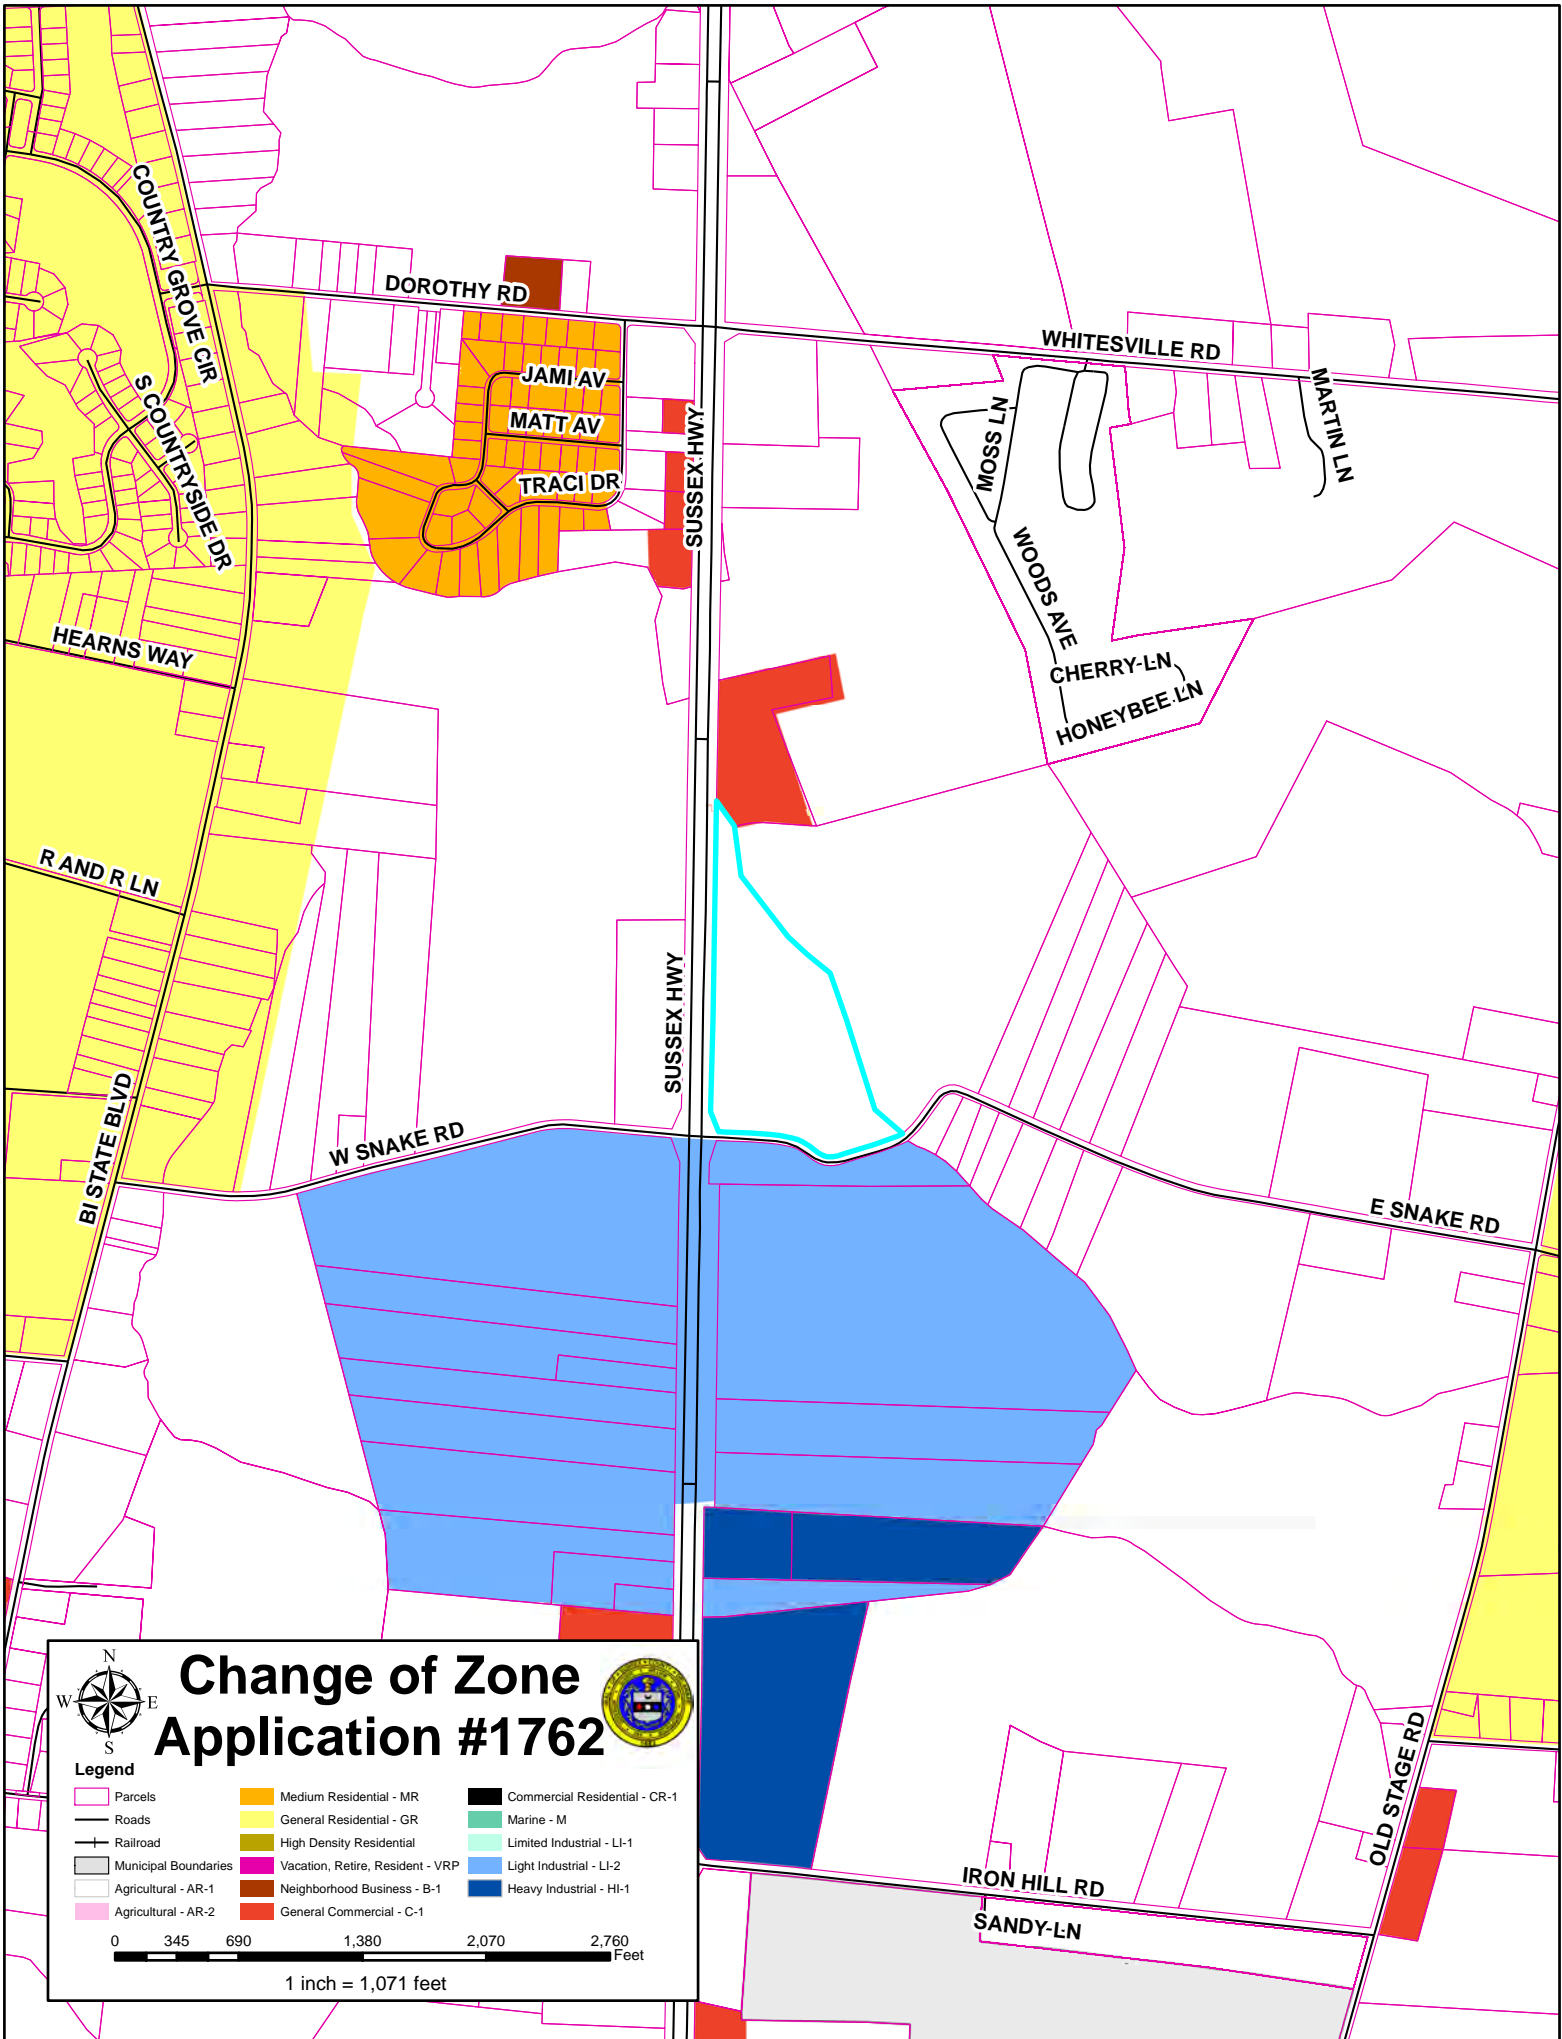 COUNTRY GROVE CIR
DOROTHY RD
WHITESVILLE RD
JAMI AV
MATT AV
TRACI DR
S COUNTRYSIDE DR
SUSSEX HWY
MOSS LN
MARTIN LN
WOODS AVE
CHERRY LN
HONEYBEE LN
HEARNS WAY
R AND R LN
SUSSEX HWY
BI STATE BLVD
W SNAKE RD
E SNAKE RD
OLD STAGE RD
IRON HILL RD
SANDY LN
N
W E
S
Change of Zone
Application #1762
Legend
Parcels
Roads
Railroad
Municipal Boundaries
Agricultural - AR-1
Agricultural - AR-2
Medium Residential - MR
General Residential - GR
High Density Residential
Vacation, Retire, Resident - VRP
Neighborhood Business - B-1
General Commercial - C-1
Commercial Residential - CR-1
Marine - M
Limited Industrial - LI-1
Light Industrial - LI-2
Heavy Industrial - HI-1
0 345 690 1,380 2,070 2,760
Feet
1 inch = 1,071 feet